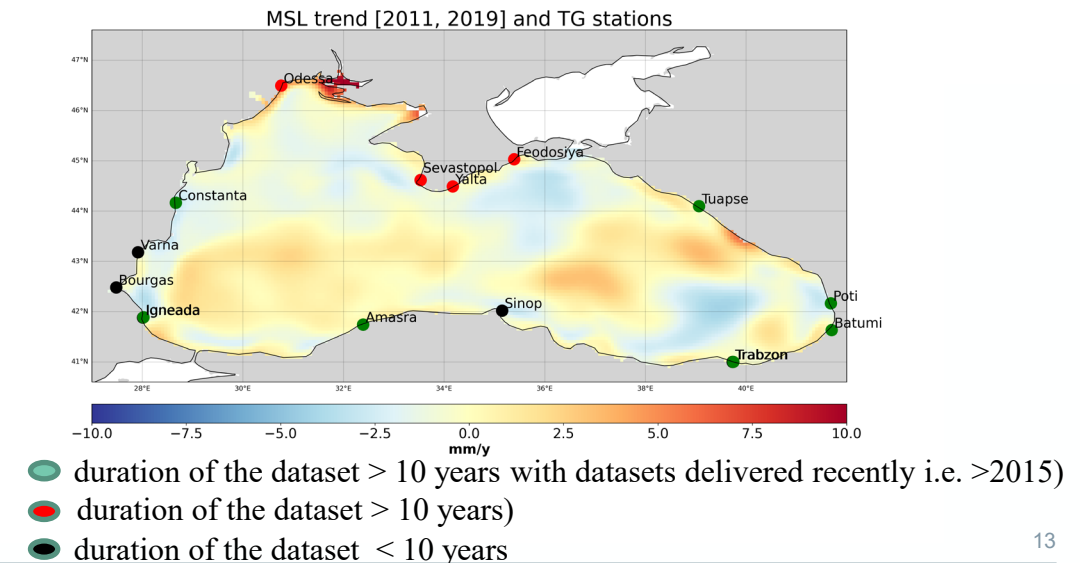 MSL trend [2011, 2019] and TG stations
47°N
46°N
45°N
44°N
43°N
42°N
41°N
Odessa
Sevastopol
Yalta
Feodosiya
Constanta
Tuapse
Varna
Bourgas
Igneada
Amasra
Sinop
Poti
Batumi
Trabzon
28°E 30°E 32°E 34°E 36°E 38°E 40°E
−10.0 −7.5 −5.0 −2.5 0.0 2.5 5.0 7.5 10.0
mm/y
duration of the dataset > 10 years with datasets delivered recently i.e. >2015)
duration of the dataset > 10 years)
duration of the dataset < 10 years
13